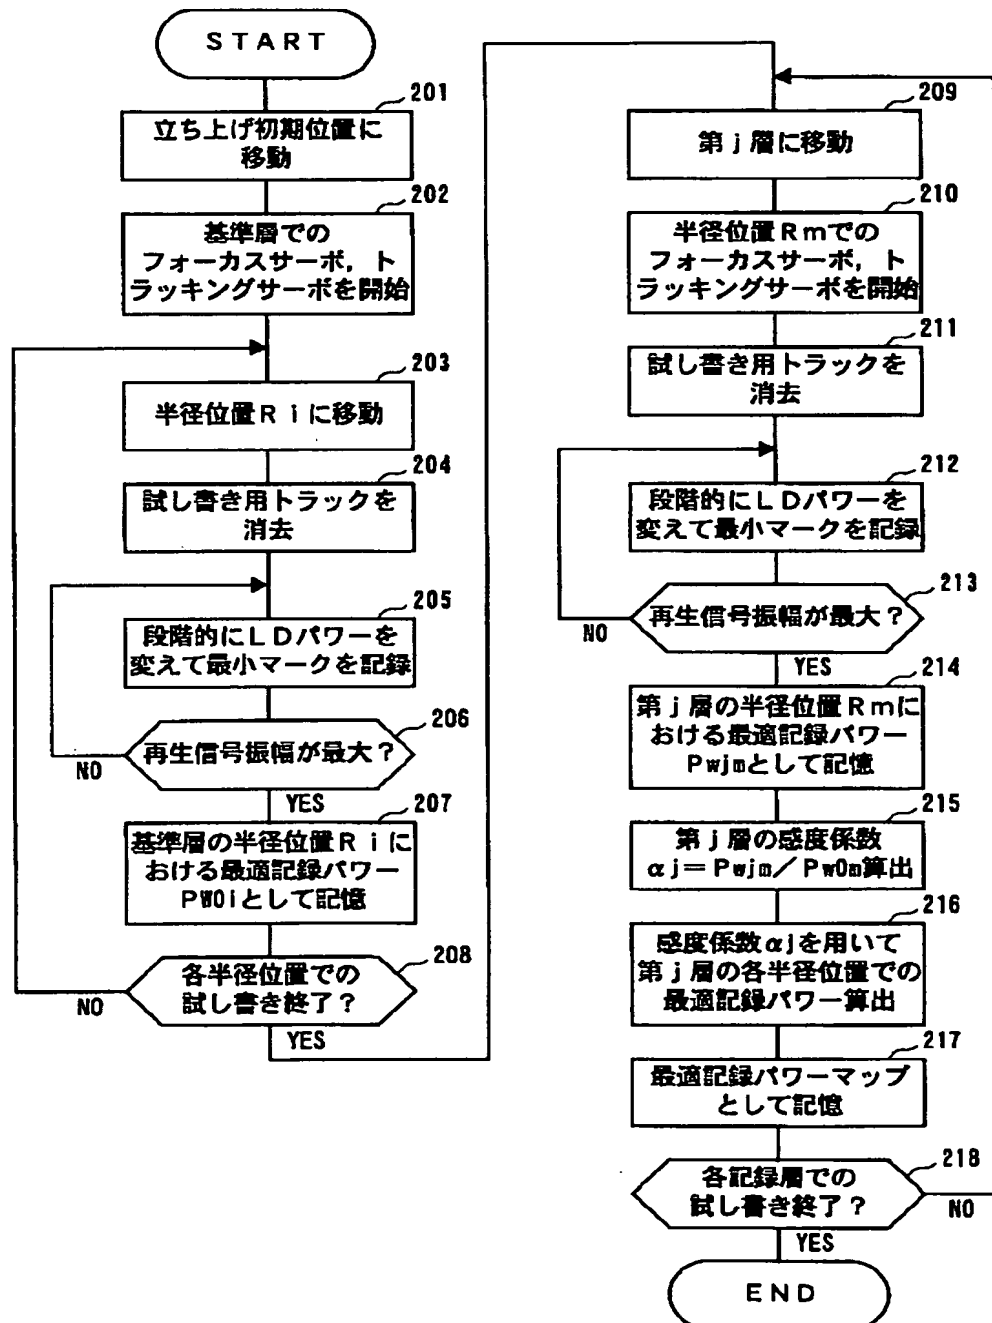 START
201
立ち上げ初期位置に
移動
202
基準層での
フォーカスサーボ，ト
ラッキングサーボを開始
203
半径位置Ｒｉに移動
204
試し書き用トラックを
消去
205
段階的にＬＤパワーを
変えて最小マークを記録
206
再生信号振幅が最大？
NO
YES
207
基準層の半径位置Ｒｉに
おける最適記録パワー
PW0iとして記憶
208
各半径位置での
試し書き終了？
NO
YES
209
第ｊ層に移動
210
半径位置Ｒｍでの
フォーカスサーボ，ト
ラッキングサーボを開始
211
試し書き用トラックを
消去
212
段階的にＬＤパワーを
変えて最小マークを記録
213
再生信号振幅が最大？
NO
YES
214
第ｊ層の半径位置Ｒｍに
おける最適記録パワー
Pwjmとして記憶
215
第ｊ層の感度係数
αj＝Pwjm／Pw0m算出
216
感度係数αjを用いて
第ｊ層の各半径位置での
最適記録パワー算出
217
最適記録パワーマップ
として記憶
218
各記録層での
試し書き終了？
NO
YES
END